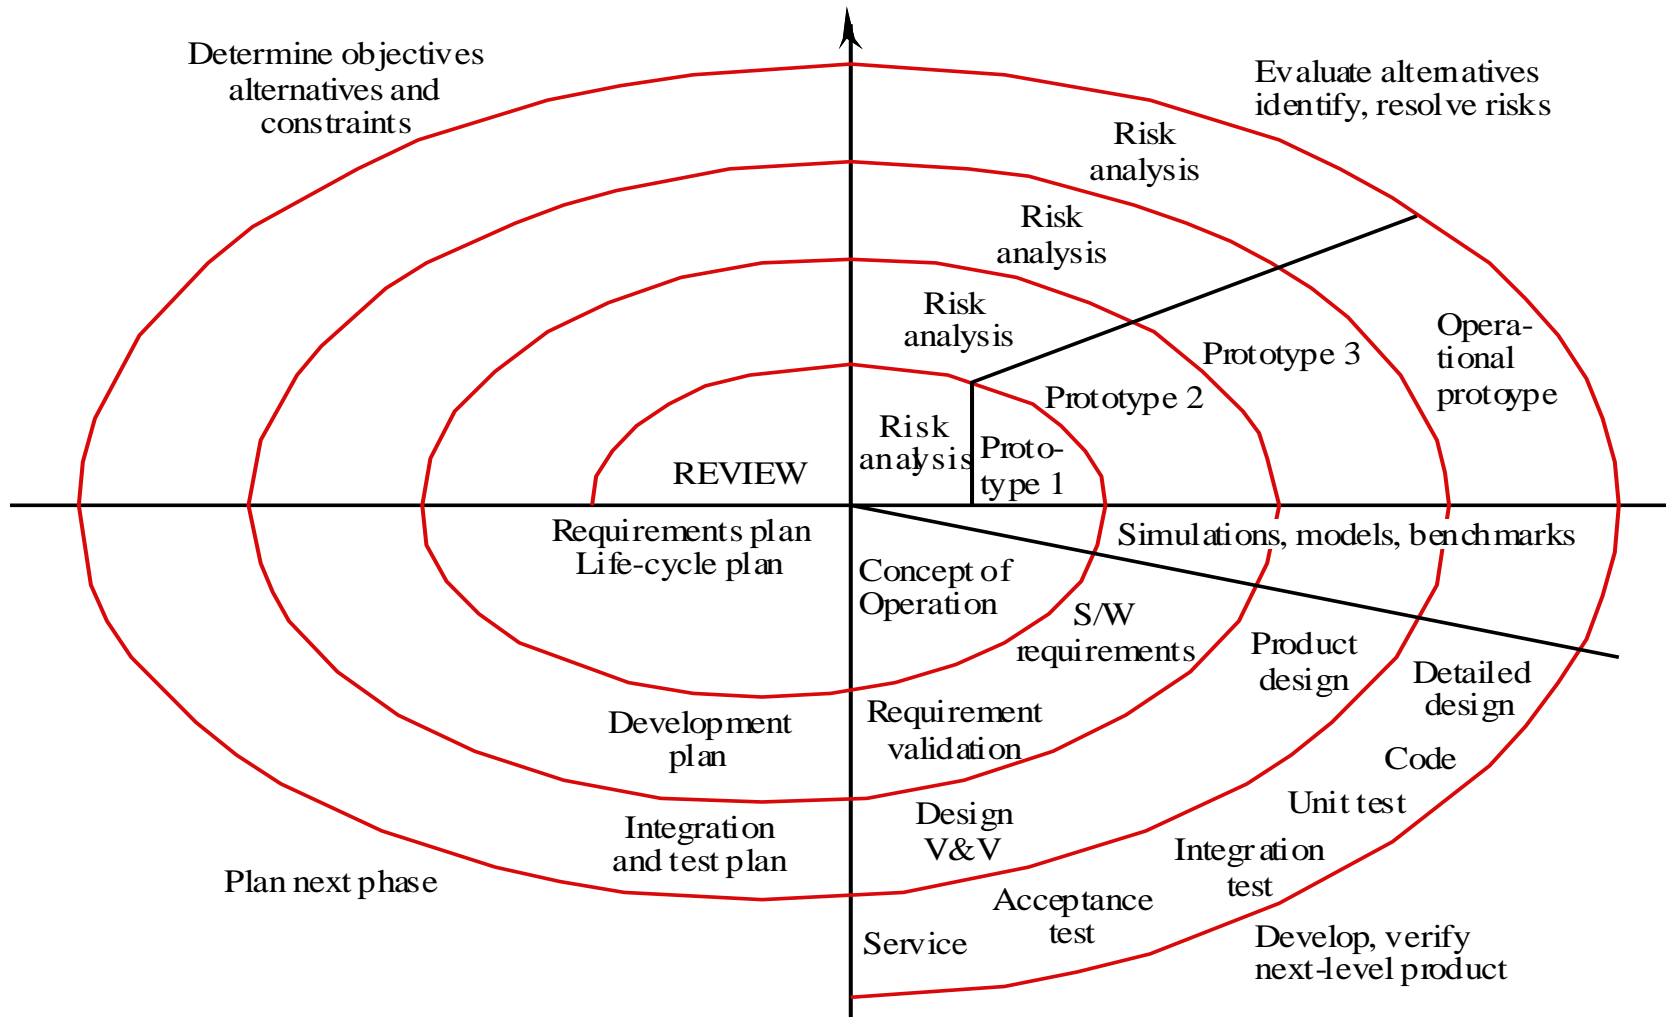 Determine objectives
alternatives and
constraints
Evaluate alternatives
identify, resolve risks
Risk
analysis
Risk
analysis
Risk
analysis
Risk
analysis
Proto-
type 1
Prototype 2
Prototype 3
Opera-
tional
protoype
REVIEW
Requirements plan
Life-cycle plan
Simulations, models, benchmarks
Concept of
Operation
S/W
requirements
Product
design
Detailed
design
Development
plan
Requirement
validation
Code
Unit test
Integration
and test plan
Design
V&V
Integration
test
Plan next phase
Acceptance
test
Service
Develop, verify
next-level product